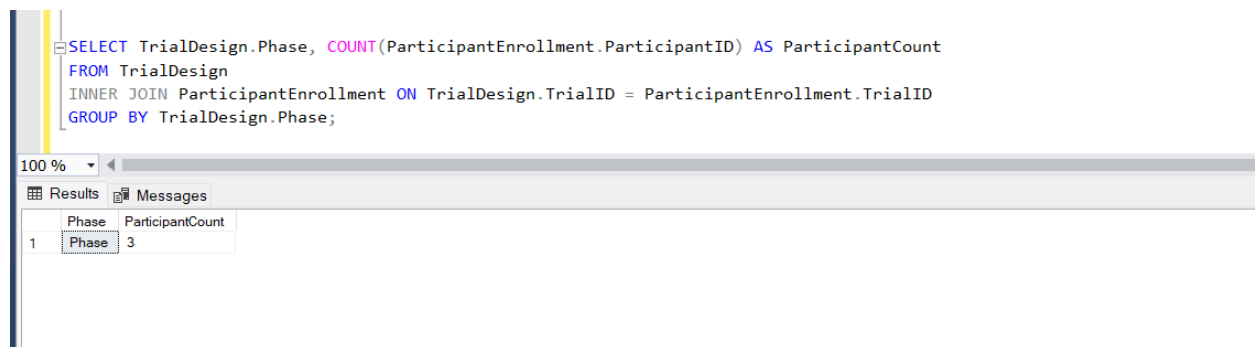 SELECT TrialDesign.Phase, COUNT(ParticipantEnrollment.ParticipantID) AS ParticipantCount
FROM TrialDesign
INNER JOIN ParticipantEnrollment ON TrialDesign.TrialID = ParticipantEnrollment.TrialID
GROUP BY TrialDesign.Phase;
100 %
Results Messages
Phase ParticipantCount
1 Phase 3